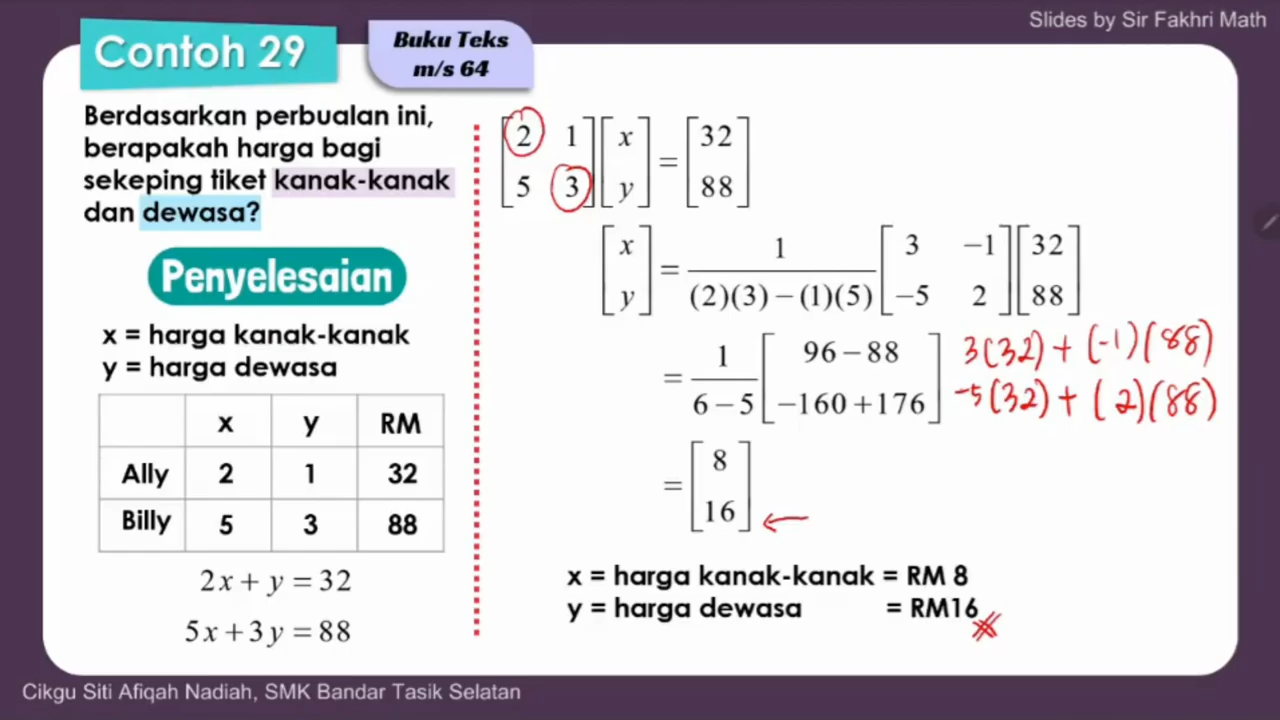 Slides by Sir Fakhri Math
Contoh 29
Buku Teks
m/s 64
Berdasarkan perbualan ini,
berapakah harga bagi
sekeping tiket kanak-kanak
dan dewasa?
Penyelesaian
x = harga kanak-kanak
y = harga dewasa
x y RM
Ally 2 1 32
Billy 5 3 88
2x + y = 32
5x + 3y = 88
[2 1] [x] = [32]
[5 3] [y] [88]
[x] = 1 [3 −1] [32]
[y] (2)(3) − (1)(5) [−5 2] [88]
= 1 [96 − 88] 3(32) + (-1)(88)
6 − 5 [−160 + 176] -5(32) + (2)(88)
= [8]
[16]
x = harga kanak-kanak = RM 8
y = harga dewasa = RM16
Cikgu Siti Afiqah Nadiah, SMK Bandar Tasik Selatan